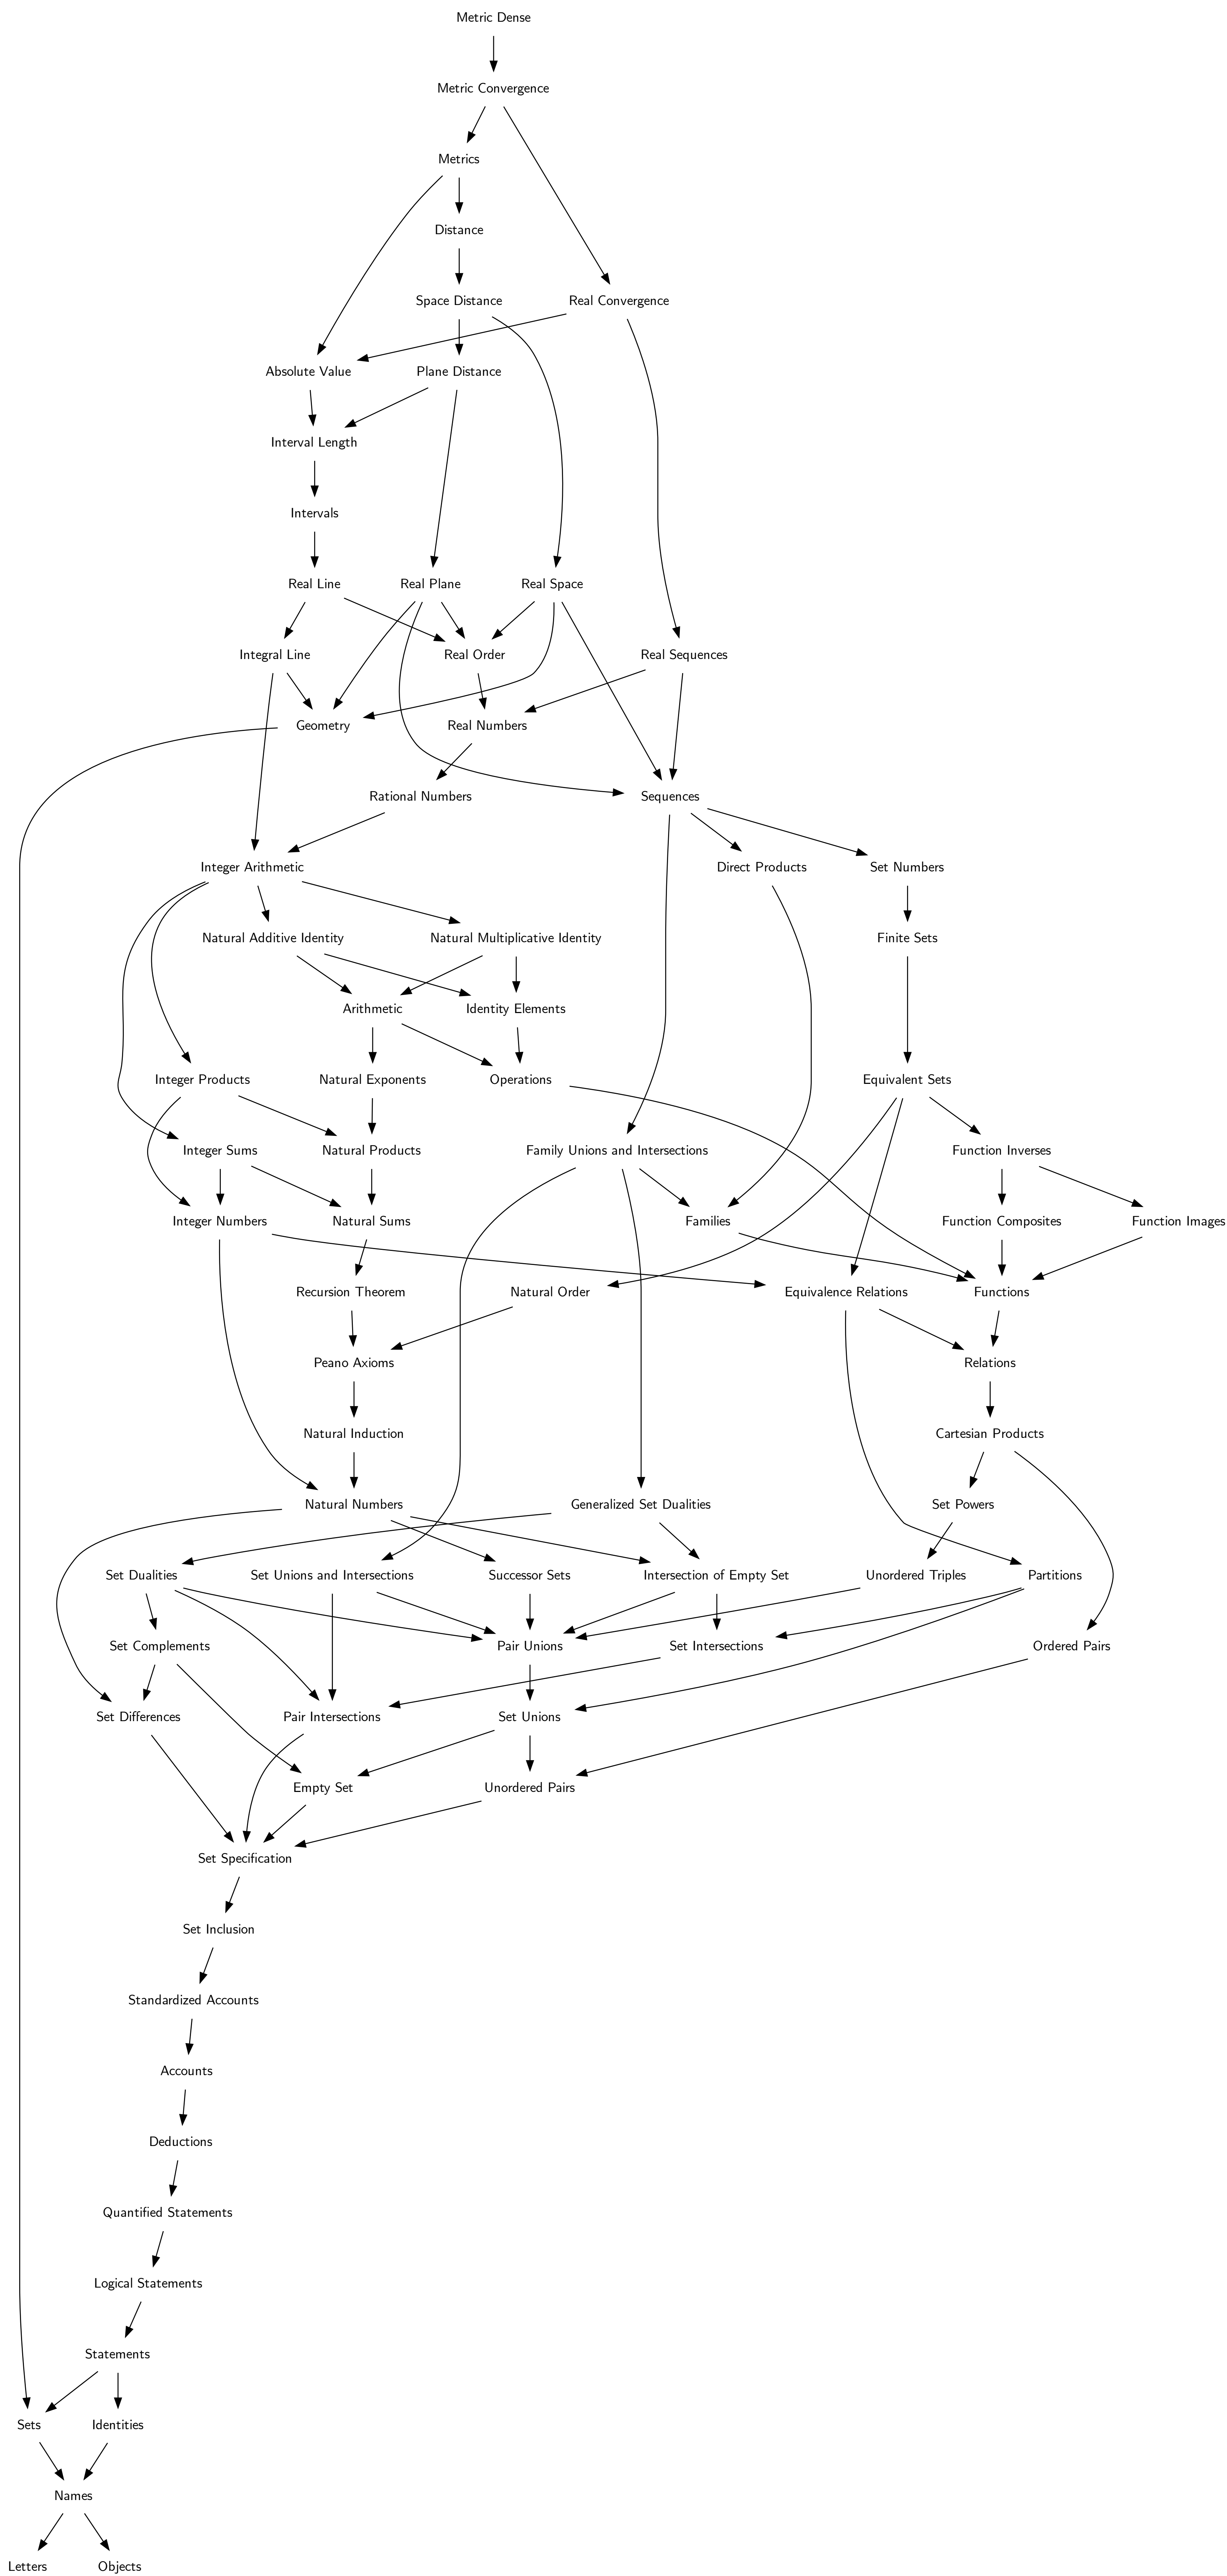 Metric Dense
Metric Convergence
Metrics
Distance
Space Distance
Real Convergence
Absolute Value
Plane Distance
Interval Length
Intervals
Real Line
Real Plane
Real Space
Integral Line
Real Order
Real Sequences
Geometry
Real Numbers
Rational Numbers
Sequences
Integer Arithmetic
Direct Products
Set Numbers
Natural Additive Identity
Natural Multiplicative Identity
Finite Sets
Arithmetic
Identity Elements
Integer Products
Natural Exponents
Operations
Equivalent Sets
Integer Sums
Natural Products
Family Unions and Intersections
Function Inverses
Integer Numbers
Natural Sums
Families
Function Composites
Function Images
Recursion Theorem
Natural Order
Equivalence Relations
Functions
Peano Axioms
Relations
Natural Induction
Cartesian Products
Natural Numbers
Generalized Set Dualities
Set Powers
Set Dualities
Set Unions and Intersections
Successor Sets
Intersection of Empty Set
Unordered Triples
Partitions
Set Complements
Pair Unions
Set Intersections
Ordered Pairs
Set Differences
Pair Intersections
Set Unions
Empty Set
Unordered Pairs
Set Specification
Set Inclusion
Standardized Accounts
Accounts
Deductions
Quantified Statements
Logical Statements
Statements
Sets
Identities
Names
Letters
Objects